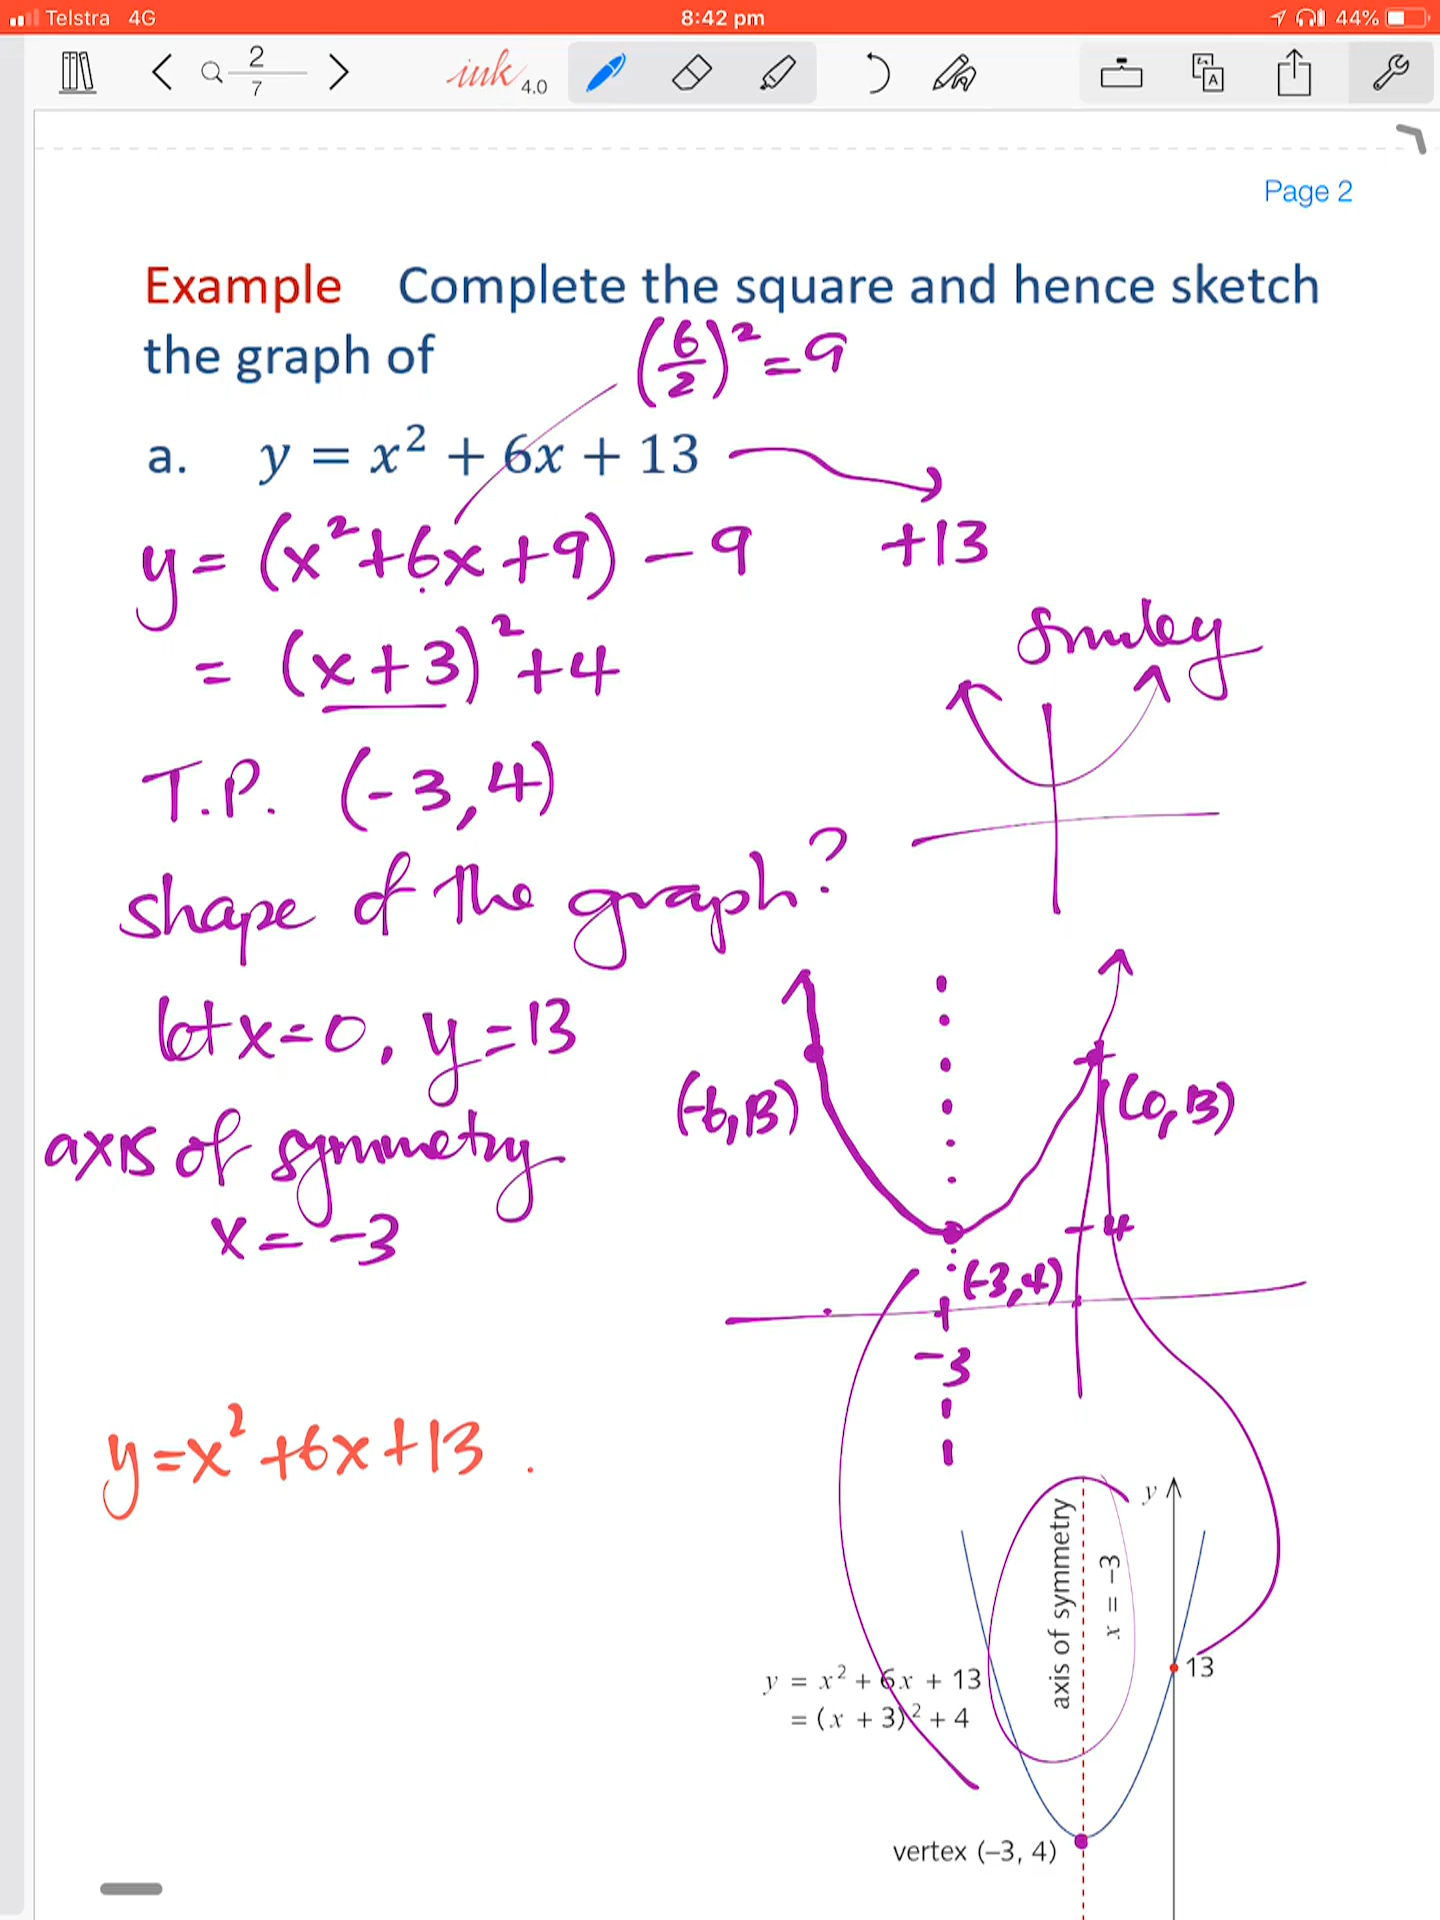 Telstra 4G 8:42 pm 44%
2
7
ink 4.0
Page 2
Example Complete the square and hence sketch
the graph of
(6/2)² = 9
a. y = x² + 6x + 13
+13
y = (x² + 6x + 9) - 9
= (x+3)² + 4
smiley
T.P. (-3, 4)
shape of the graph?
let x=0, y=13
(-6, 13)
(0, 13)
axis of symmetry
x = -3
4
(-3, 4)
-3
y = x² + 6x + 13
y
axis of symmetry
x = −3
13
y = x² + 6x + 13
= (x + 3)² + 4
vertex (−3, 4)